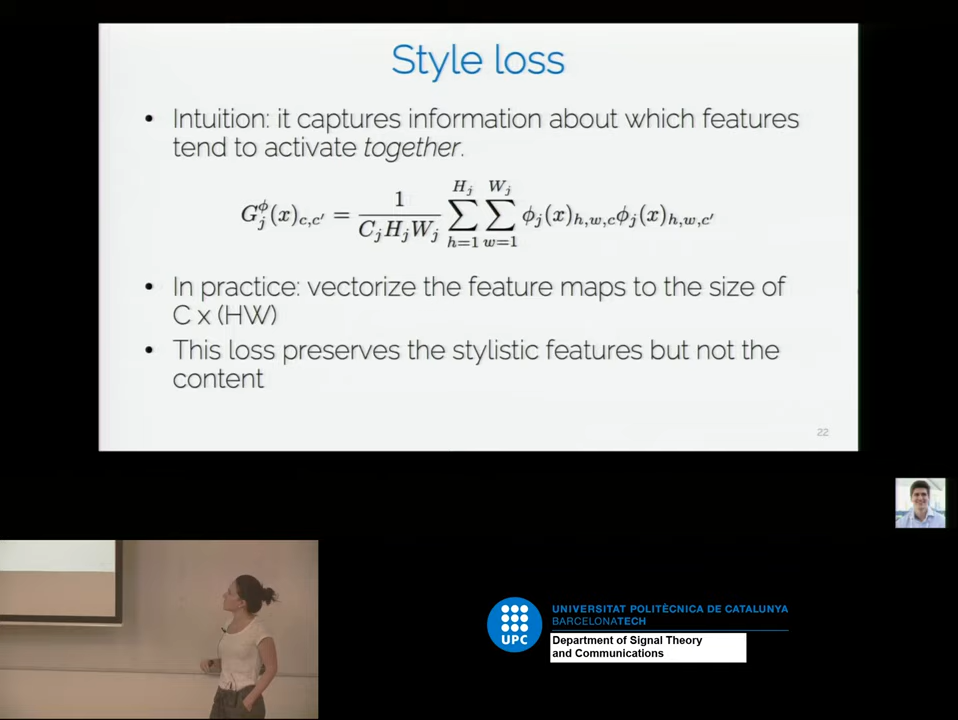 Style loss
• Intuition: it captures information about which features
tend to activate together.
G_j^ϕ(x)_{c,c'} = \frac{1}{C_j H_j W_j} \sum_{h=1}^{H_j} \sum_{w=1}^{W_j} ϕ_j(x)_{h,w,c} ϕ_j(x)_{h,w,c'}
• In practice: vectorize the feature maps to the size of
C x (HW)
• This loss preserves the stylistic features but not the
content
22
UPC
UNIVERSITAT POLITÈCNICA DE CATALUNYA
BARCELONATECH
Department of Signal Theory
and Communications